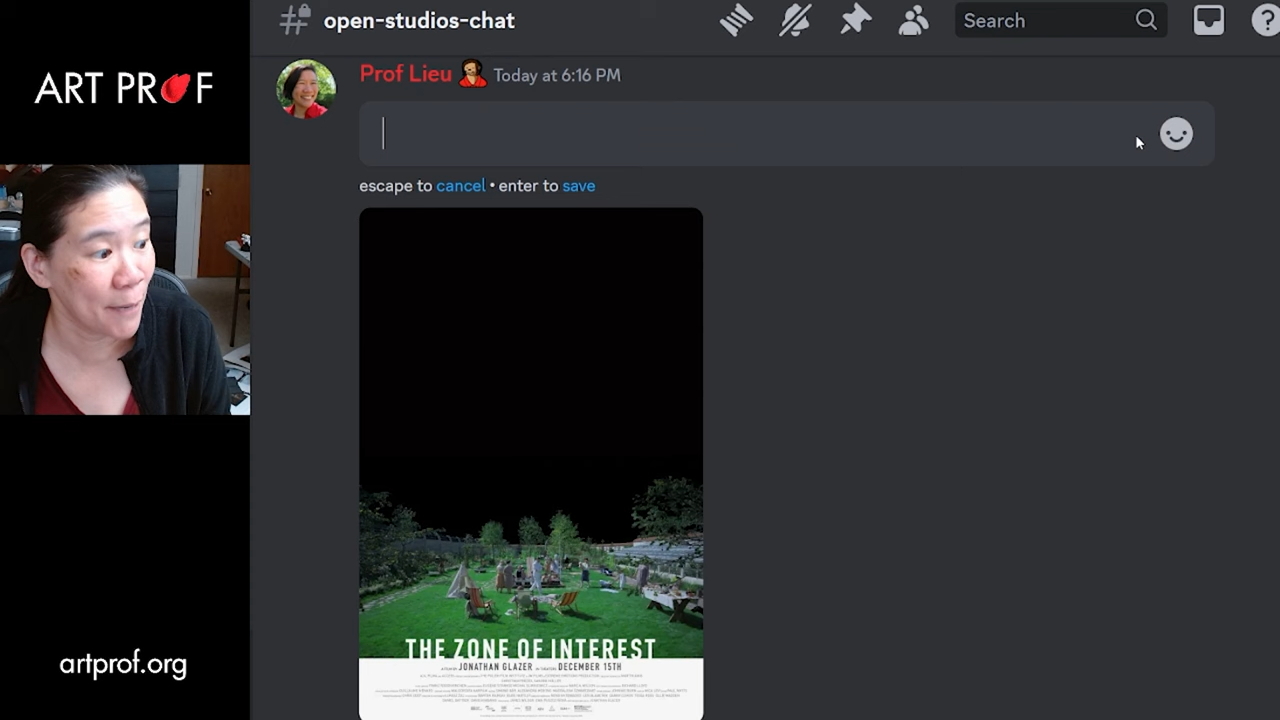 open-studios-chat
Search
ART PROF
Prof Lieu Today at 6:16 PM
escape to cancel • enter to save
THE ZONE OF INTEREST
JONATHAN GLAZER DECEMBER 15TH
artprof.org